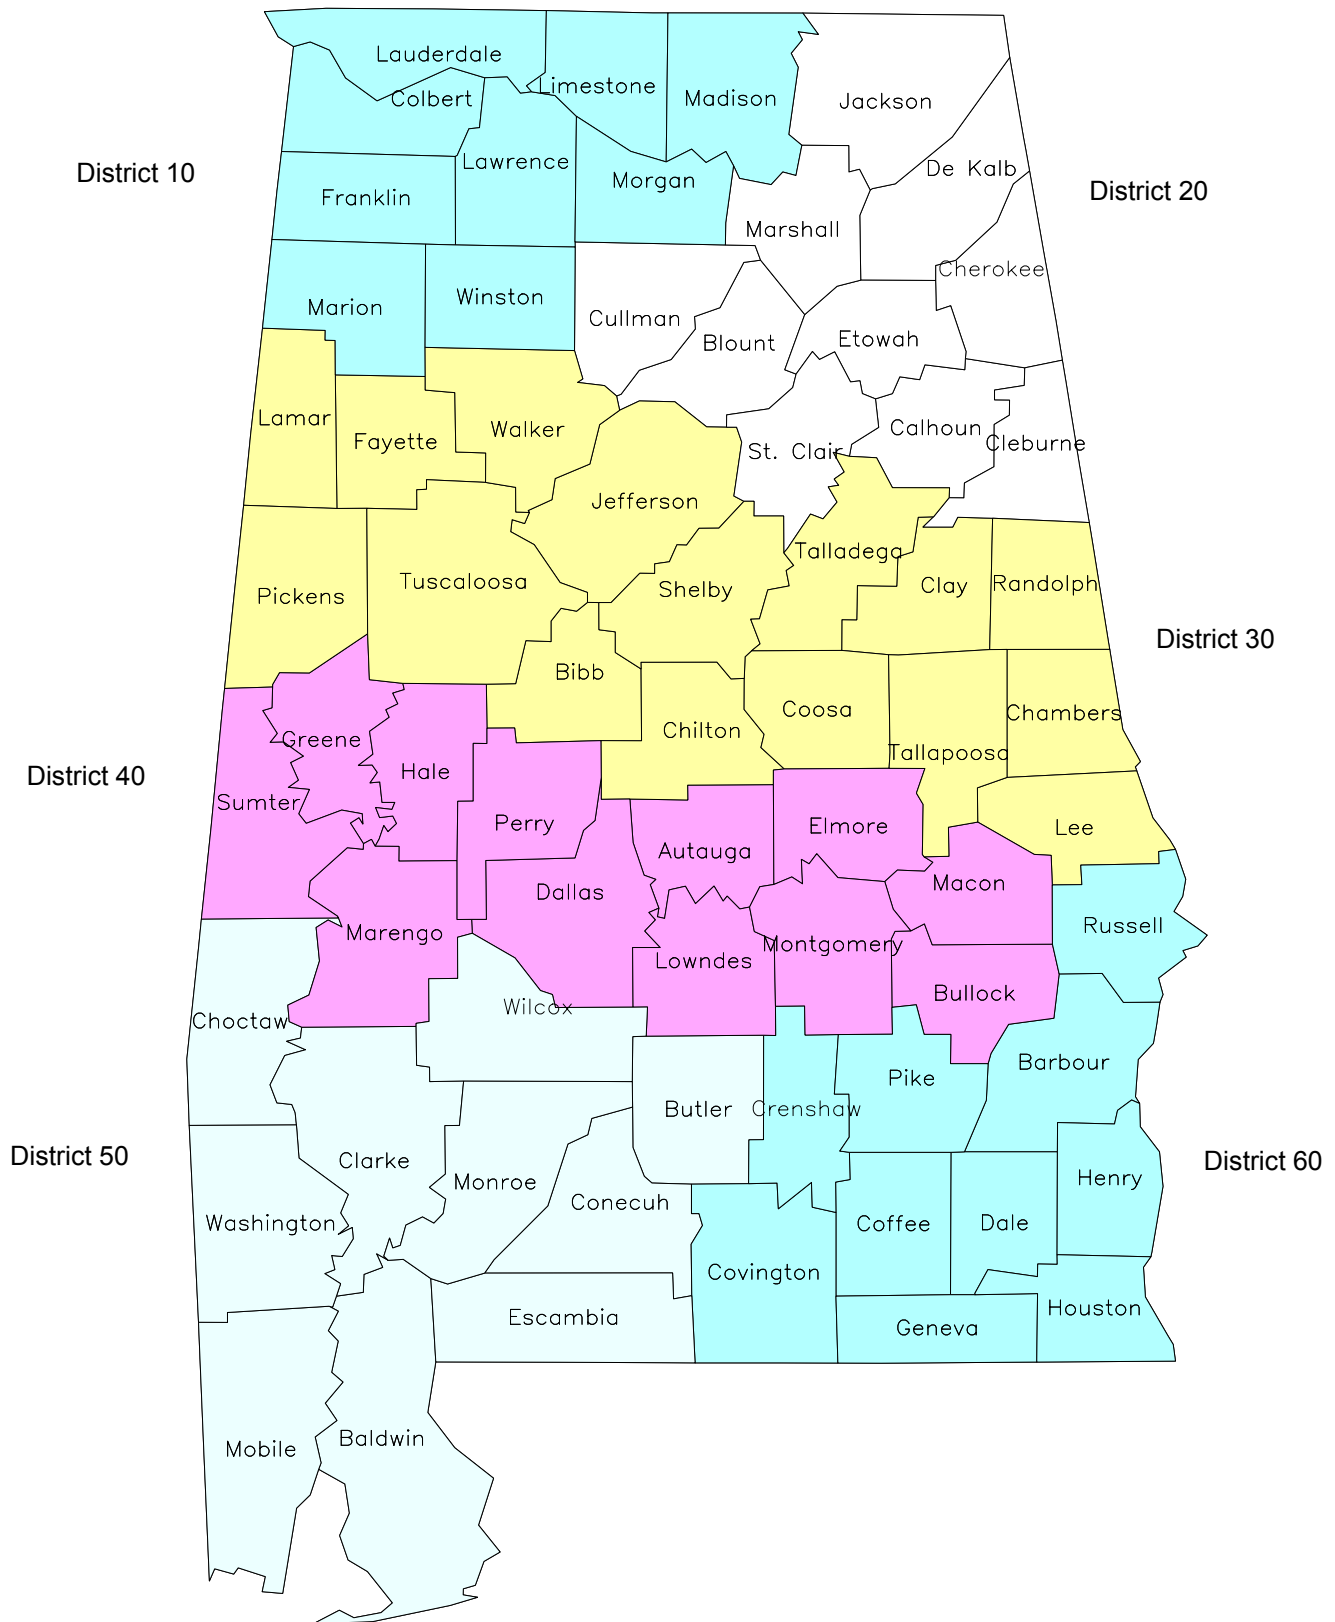 Lauderdale
Limestone
Madison
Jackson
Colbert
Lawrence
District 10
De Kalb
Morgan
Franklin
District 20
Marshall
Cherokee
Winston
Marion
Cullman
Blount
Etowah
Lamar
Fayette
Walker
Calhoun
Cleburne
St. Clair
Jefferson
Talladega
Tuscaloosa
Clay
Randolph
Pickens
Shelby
District 30
Bibb
Coosa
Chambers
Chilton
Greene
Tallapoosa
District 40
Hale
Sumter
Perry
Elmore
Lee
Autauga
Macon
Dallas
Russell
Marengo
Montgomery
Lowndes
Bullock
Wilcox
Choctaw
Barbour
Pike
Butler
Crenshaw
District 50
Clarke
District 60
Monroe
Henry
Conecuh
Washington
Coffee
Dale
Covington
Houston
Escambia
Geneva
Baldwin
Mobile